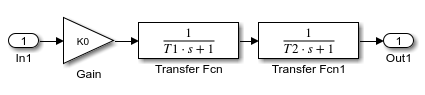 1
In1
K0
Gain
1
T1·s+1
Transfer Fcn
1
T2·s+1
Transfer Fcn1
1
Out1